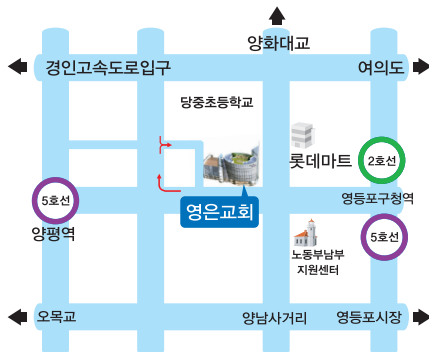 양화대교
경인고속도로입구
여의도
당중초등학교
롯데마트
2호선
5호선
영등포구청역
영은교회
양평역
5호선
노동부남부
지원센터
오목교
양남사거리
영등포시장